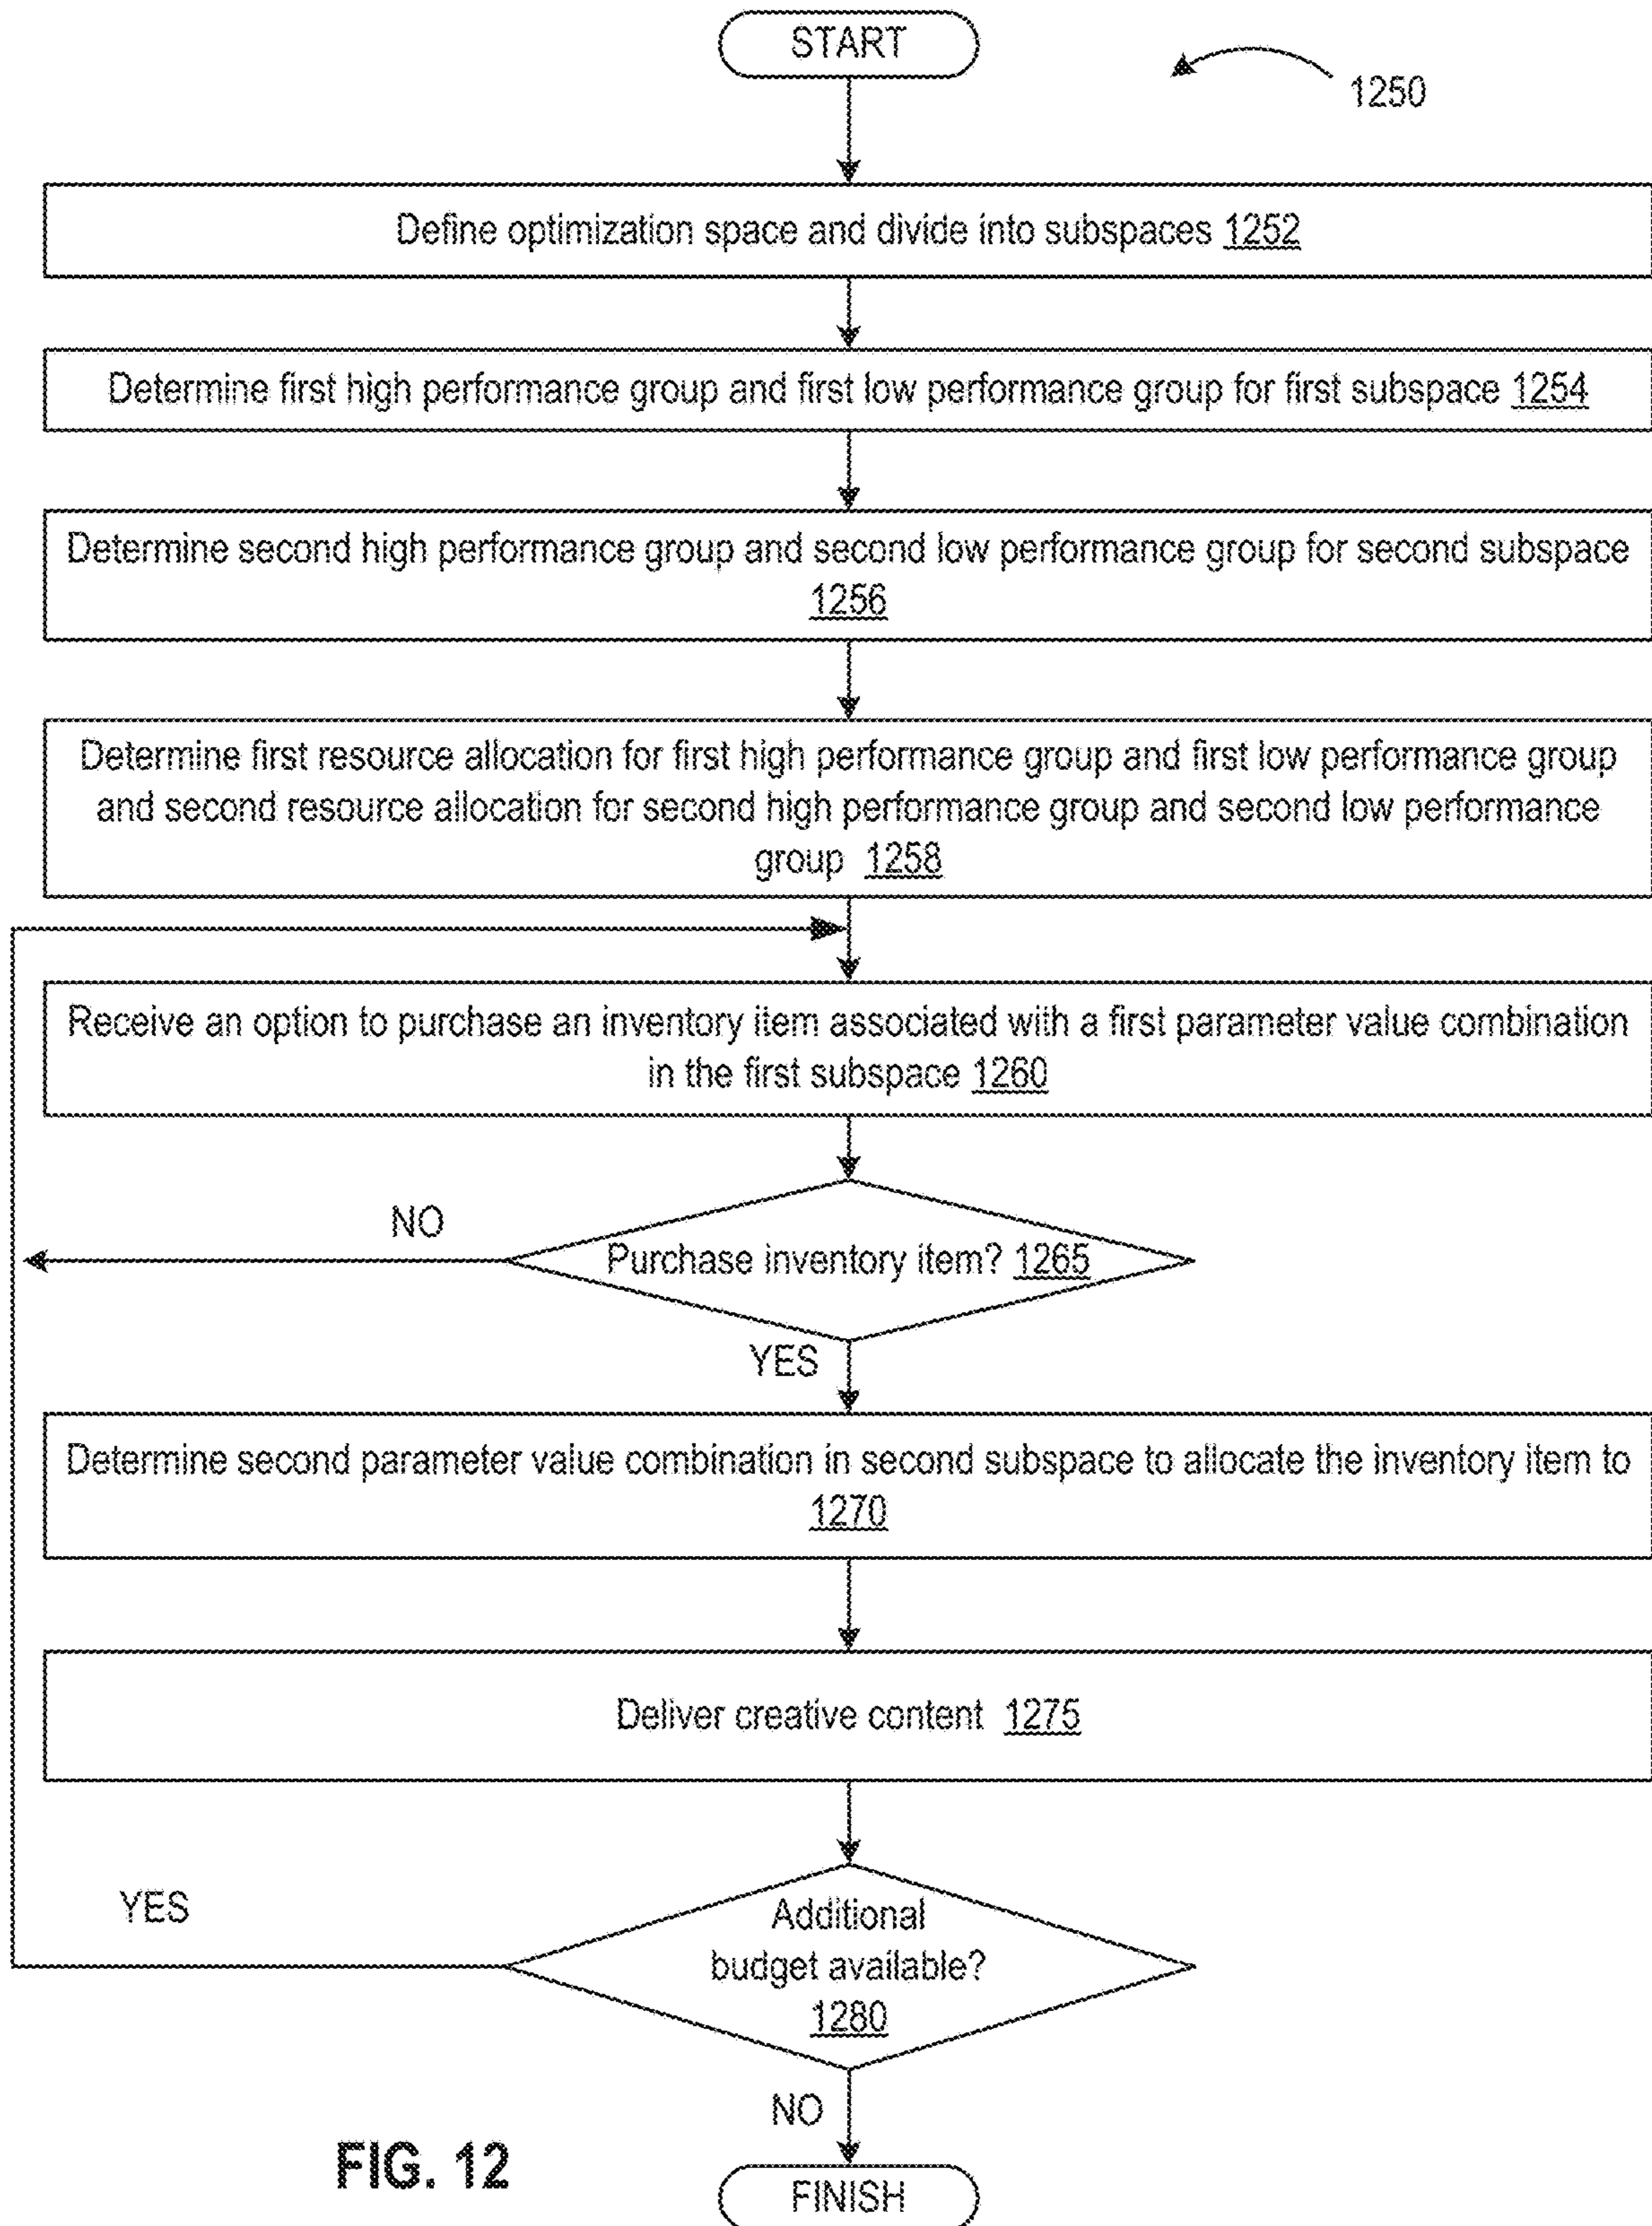 START
1250
Define optimization space and divide into subspaces 1252
Determine first high performance group and first low performance group for first subspace 1254
Determine second high performance group and second low performance group for second subspace
1256
Determine first resource allocation for first high performance group and first low performance group
and second resource allocation for second high performance group and second low performance
group 1258
Receive an option to purchase an inventory item associated with a first parameter value combination
in the first subspace 1260
NO
Purchase inventory item? 1265
YES
Determine second parameter value combination in second subspace to allocate the inventory item to
1270
Deliver creative content 1275
YES
Additional
budget available?
1280
NO
FIG. 12
FINISH